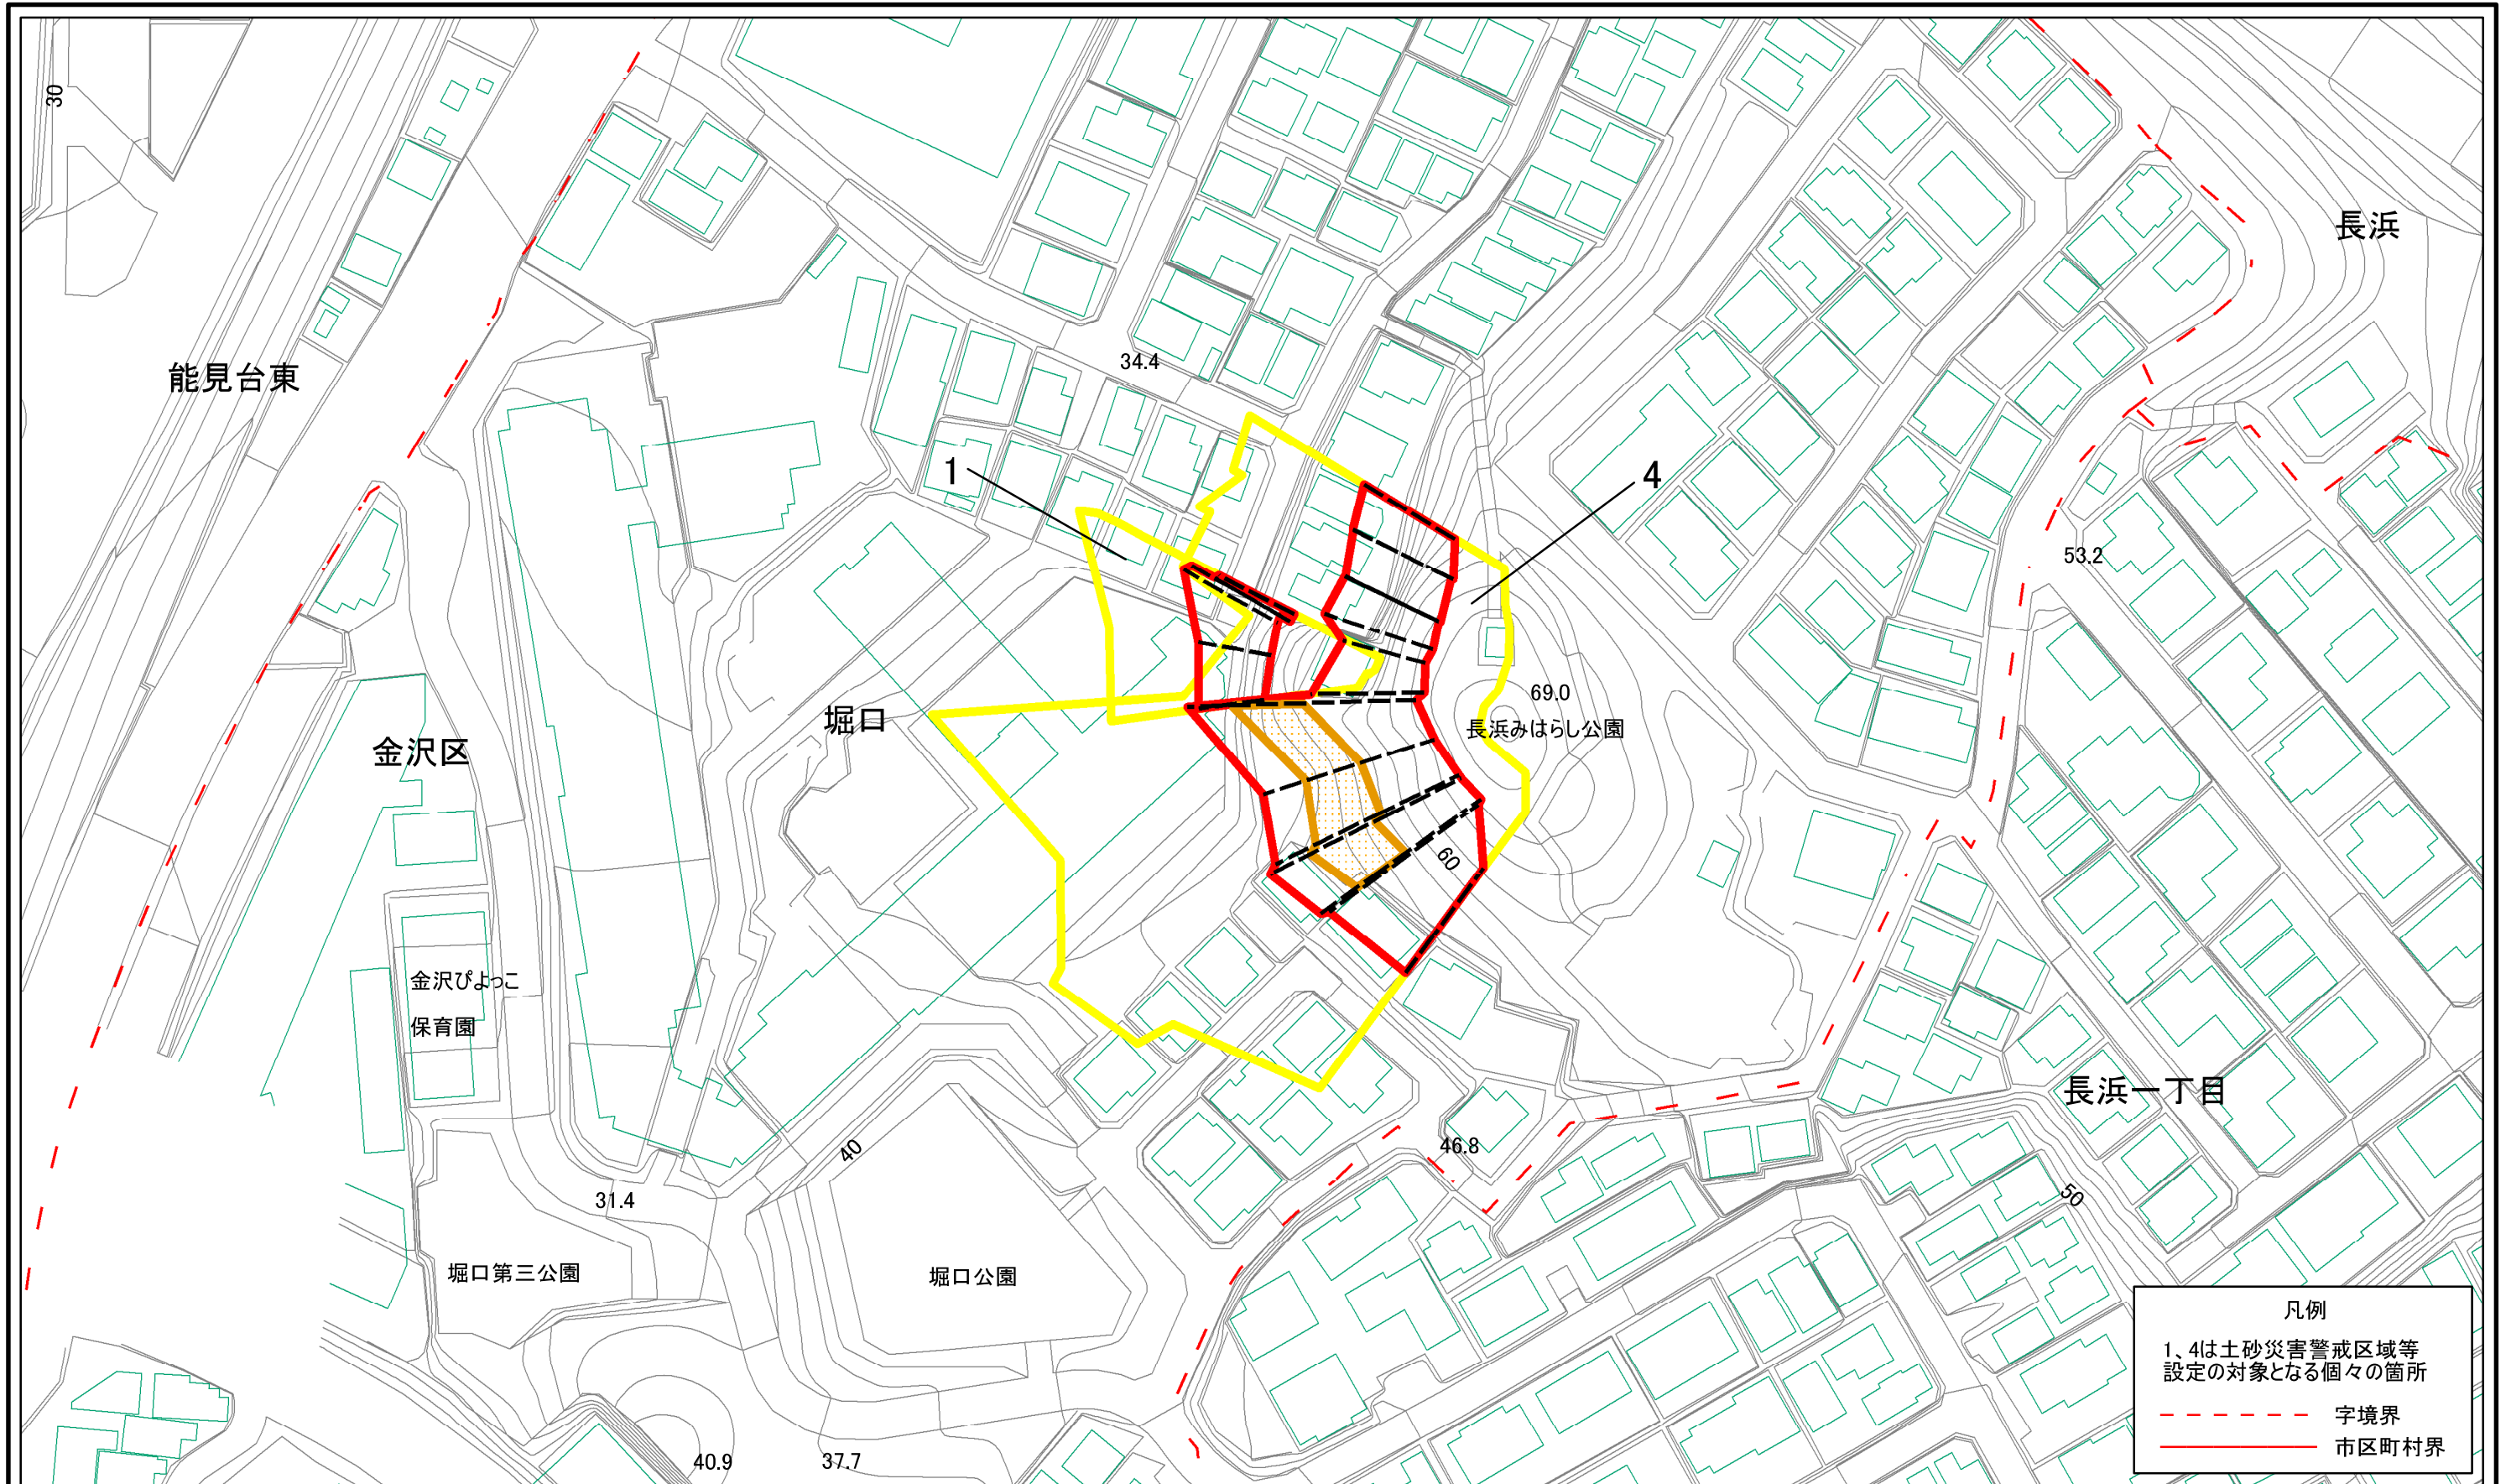 30
長浜
34.4
能見台東
1
4
53.2
69.0
堀口
長浜みはらし公園
金沢区
60
金沢ぴよっこ
保育園
長浜一丁目
46.8
40
50
31.4
堀口第三公園
堀口公園
凡例
1、4は土砂災害警戒区域等
設定の対象となる個々の箇所
字境界
市区町村界
40.9
37.7